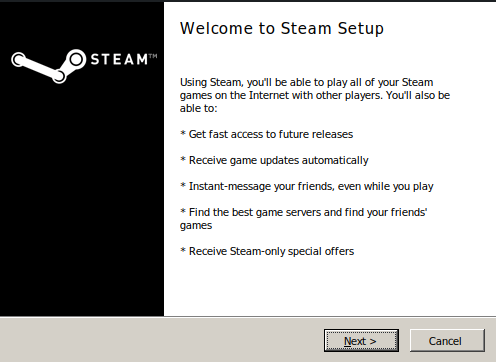 Welcome to Steam Setup
STEAM™
Using Steam, you'll be able to play all of your Steam
games on the Internet with other players. You'll also be
able to:
* Get fast access to future releases
* Receive game updates automatically
* Instant-message your friends, even while you play
* Find the best game servers and find your friends'
games
* Receive Steam-only special offers
Next >
Cancel